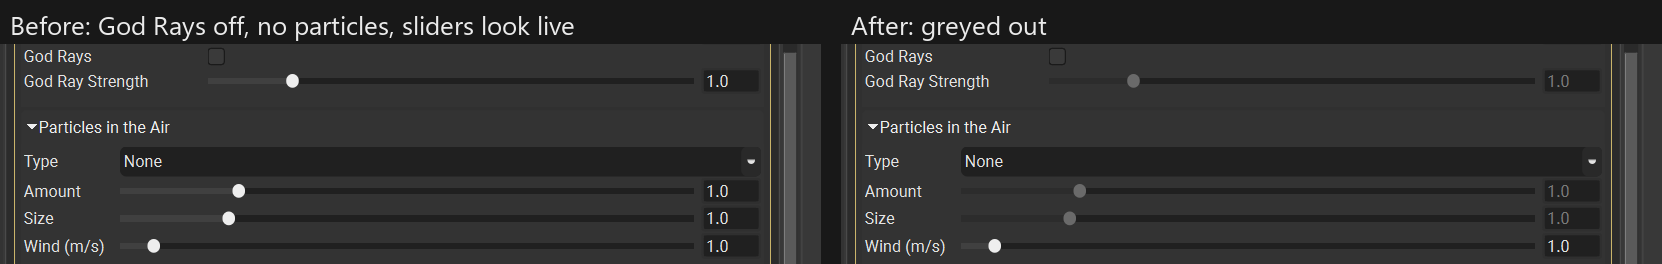 Before: God Rays off, no particles, sliders look live
God Rays
God Ray Strength 1.0
Particles in the Air
Type None
Amount 1.0
Size 1.0
Wind (m/s) 1.0
After: greyed out
God Rays
God Ray Strength 1.0
Particles in the Air
Type None
Amount 1.0
Size 1.0
Wind (m/s) 1.0